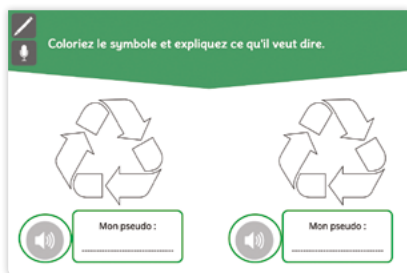 Coloriez le symbole et expliquez ce qu'il veut dire.
Mon pseudo :
Mon pseudo :